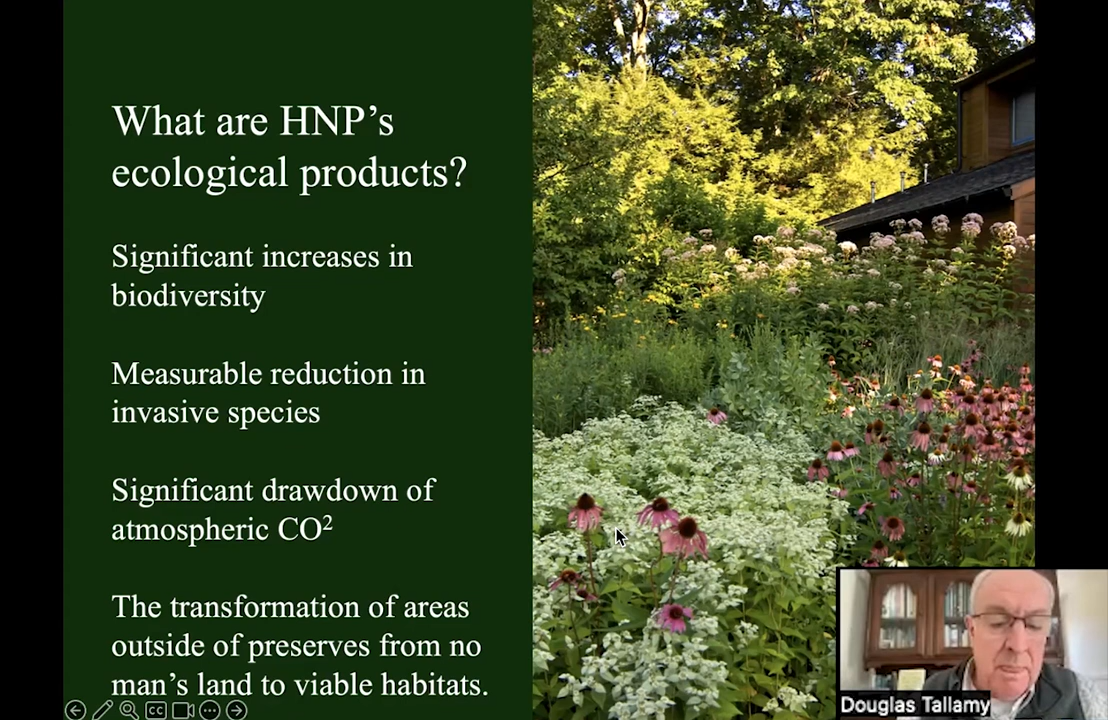 What are HNP’s
ecological products?
Significant increases in
biodiversity
Measurable reduction in
invasive species
Significant drawdown of
atmospheric CO²
The transformation of areas
outside of preserves from no
man’s land to viable habitats.
CC
Douglas Tallamy